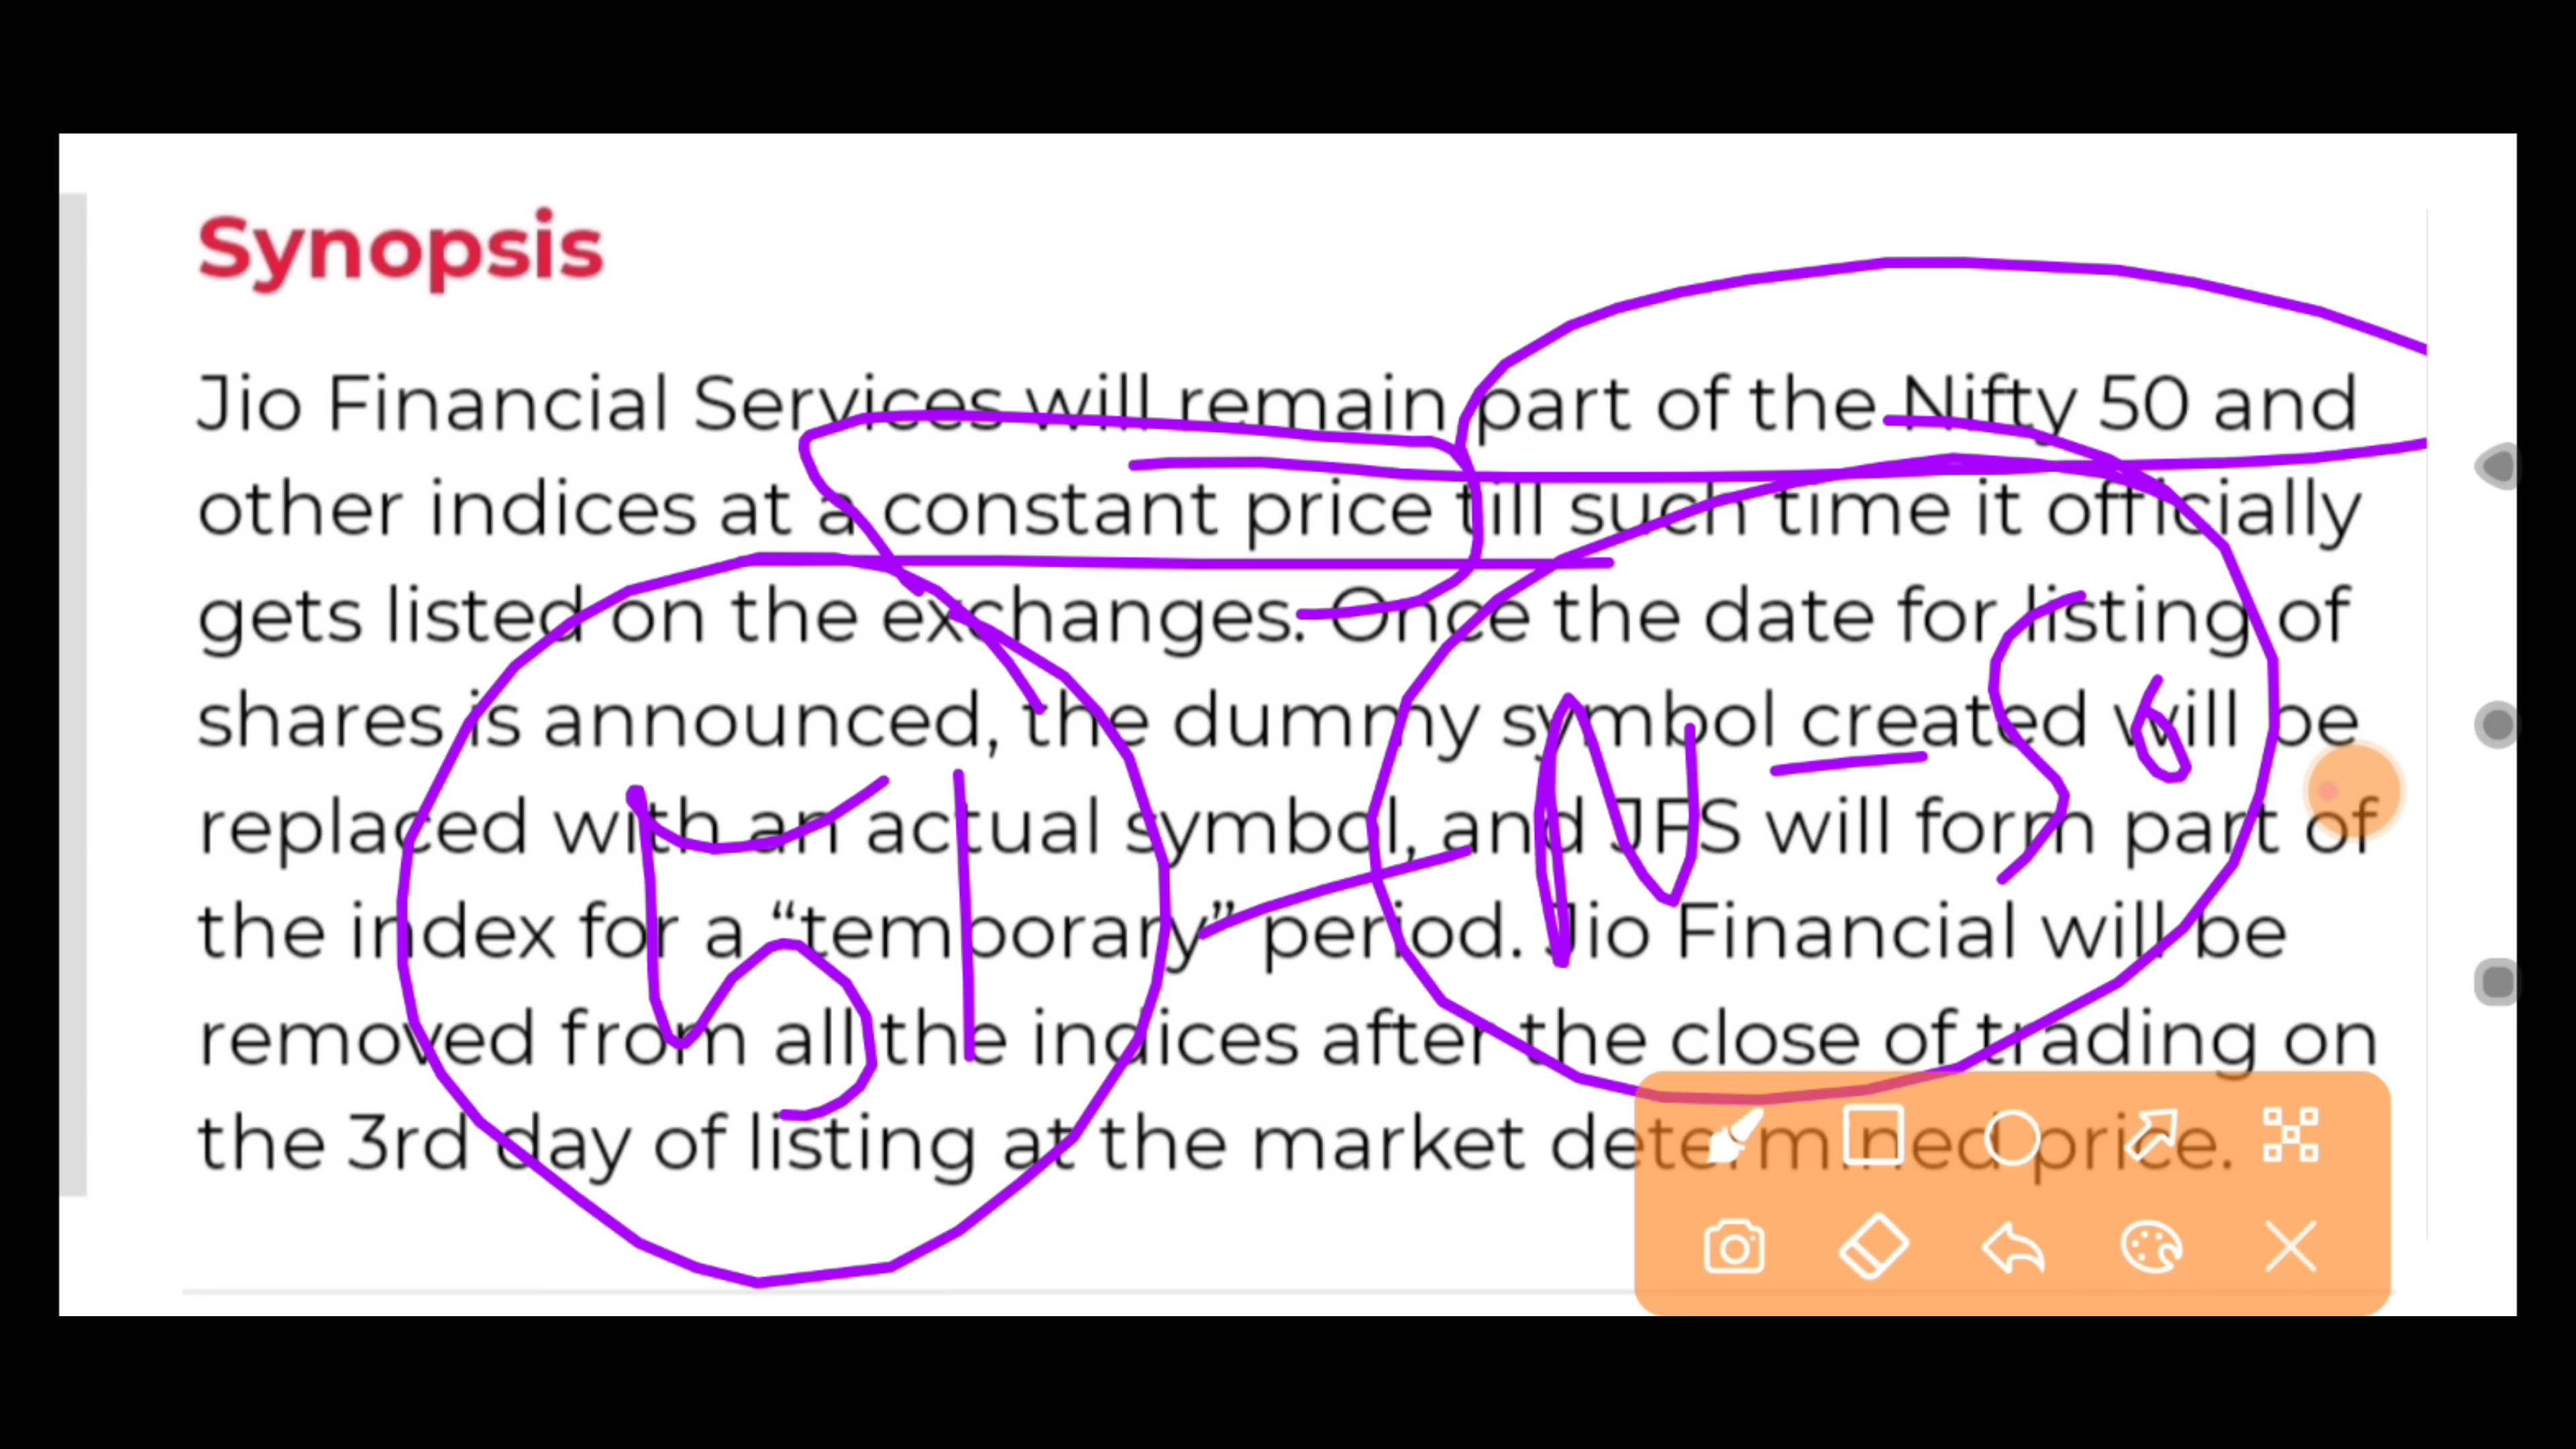 Synopsis
Jio Financial Services will remain part of the Nifty 50 and
other indices at a constant price till such time it officially
gets listed on the exchanges. Once the date for listing of
shares is announced, the dummy symbol created will be
replaced with an actual symbol, and JFS will form part of
the index for a “temporary” period. Jio Financial will be
removed from all the indices after the close of trading on
the 3rd day of listing at the market determined price.
51
N - 50